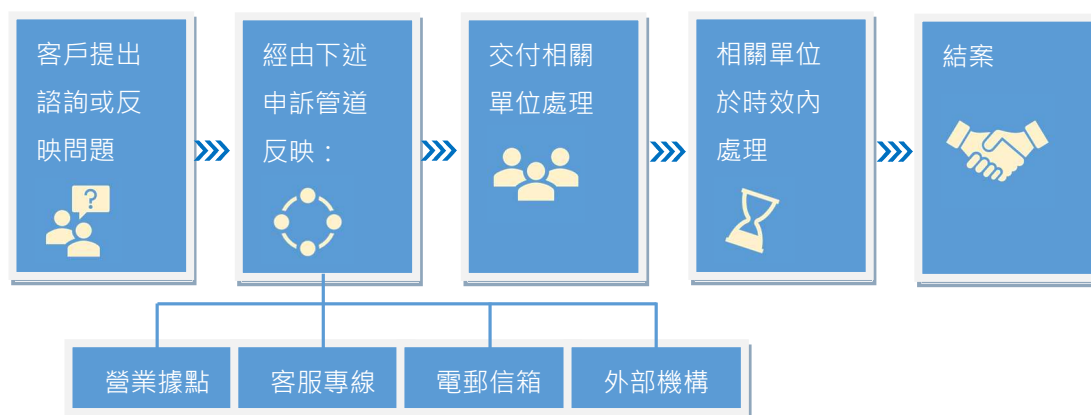 客戶提出
諮詢或反
映問題
經由下述
申訴管道
反映：
交付相關
單位處理
相關單位
於時效內
處理
結案
?
營業據點
客服專線
電郵信箱
外部機構